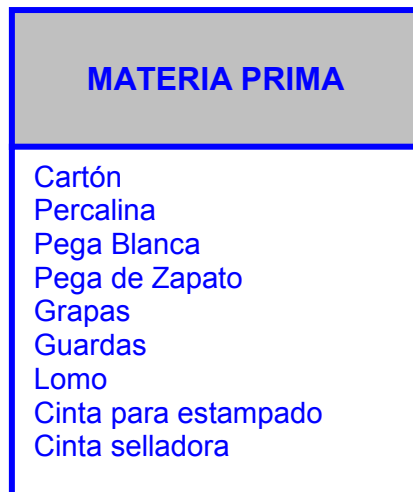 MATERIA PRIMA
Cartón
Percalina
Pega Blanca
Pega de Zapato
Grapas
Guardas
Lomo
Cinta para estampado
Cinta selladora